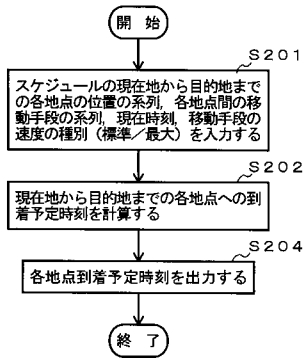 開 始
S201
スケジュールの現在地から目的地まで
の各地点の位置の系列，各地点間の移
動手段の系列，現在時刻，移動手段の
速度の種別（標準／最大）を入力する
S202
現在地から目的地までの各地点への到
着予定時刻を計算する
S204
各地点到着予定時刻を出力する
終 了